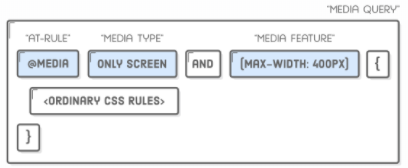 "MEDIA QUERY"
"AT-RULE" "MEDIA TYPE" "MEDIA FEATURE"
@MEDIA ONLY SCREEN AND (MAX-WIDTH: 400PX) {
<ORDINARY CSS RULES>
}